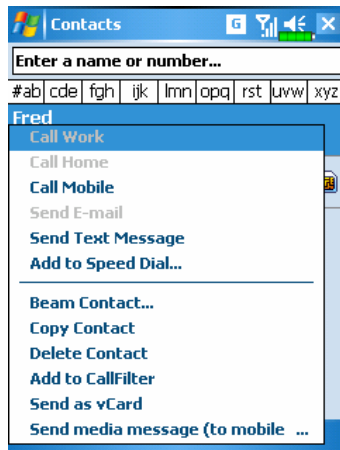 Contacts G
Enter a name or number...
#ab cde fgh ijk lmn opq rst uvw xyz
Fred
Call Work
Call Home
Call Mobile
Send E-mail
Send Text Message
Add to Speed Dial...
Beam Contact...
Copy Contact
Delete Contact
Add to CallFilter
Send as vCard
Send media message (to mobile ...